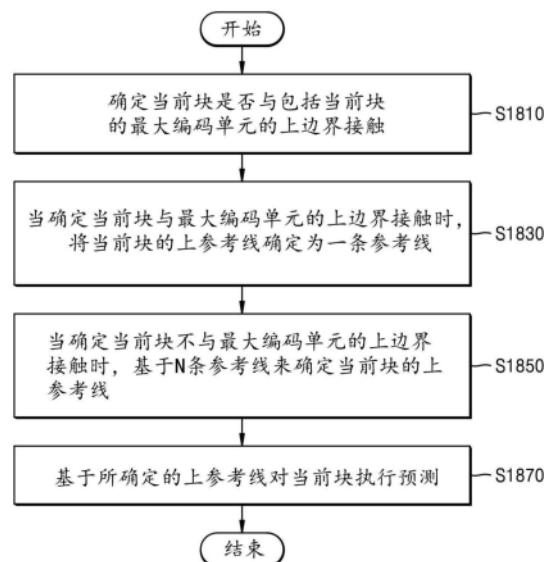 开始
确定当前块是否与包括当前块
的最大编码单元的上边界接触
S1810
当确定当前块与最大编码单元的上边界接触时，
将当前块的上参考线确定为一条参考线
S1830
当确定当前块不与最大编码单元的上边界
接触时，基于N条参考线来确定当前块的上
参考线
S1850
基于所确定的上参考线对当前块执行预测
S1870
结束